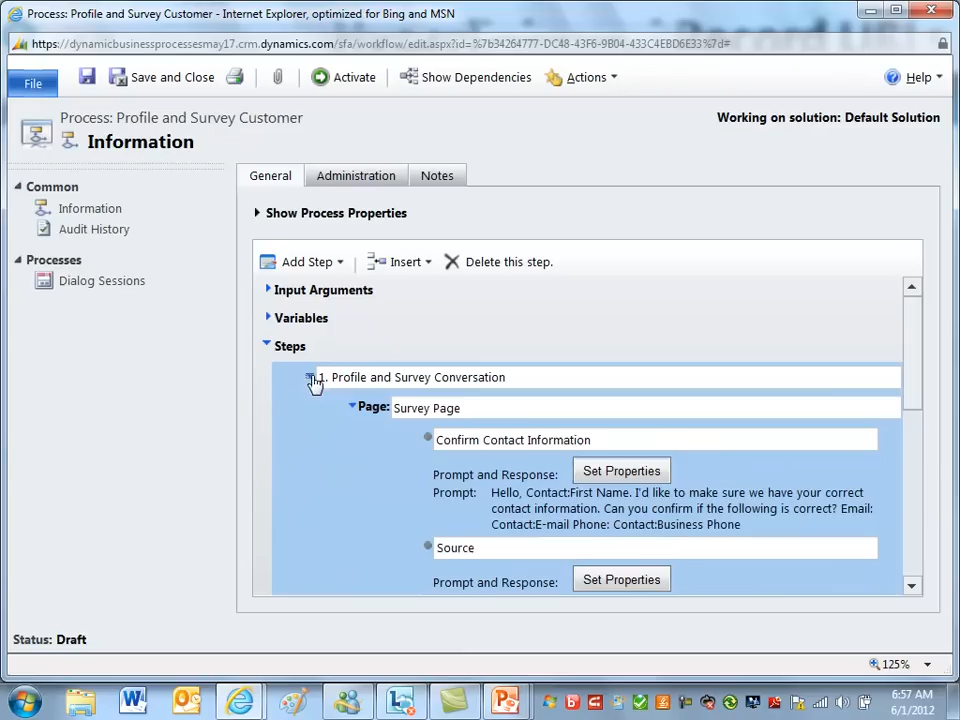 Process: Profile and Survey Customer - Internet Explorer, optimized for Bing and MSN
https://dynamicbusinessprocessesmay17.crm.dynamics.com/sfa/workflow/edit.aspx?id=%7b34264777-DC48-43F6-9B04-433C4EBD6E33%7d#
File Save and Close Activate Show Dependencies Actions Help
Process: Profile and Survey Customer
Information
Working on solution: Default Solution
Common
Information
Audit History
Processes
Dialog Sessions
General Administration Notes
Show Process Properties
Add Step Insert Delete this step.
Input Arguments
Variables
Steps
1. Profile and Survey Conversation
Page: Survey Page
Confirm Contact Information
Prompt and Response: Set Properties
Prompt: Hello, Contact:First Name. I'd like to make sure we have your correct
contact information. Can you confirm if the following is correct? Email:
Contact:E-mail Phone: Contact:Business Phone
Source
Prompt and Response: Set Properties
Status: Draft
125%
6:57 AM
6/1/2012